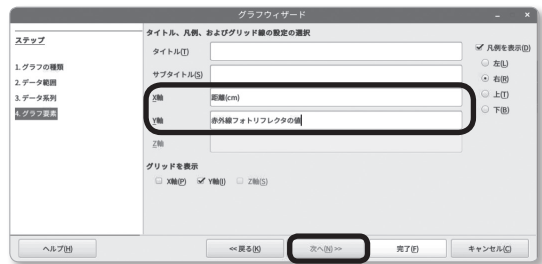 グラフウィザード
ステップ
1. グラフの種類
2. データ範囲
3. データ系列
4. グラフ要素
タイトル、凡例、およびグリッド線の設定の選択
タイトル(T)
サブタイトル(S)
X軸 距離(cm)
Y軸 赤外線フォトリフレクタの値
Z軸
凡例を表示(D)
左(L)
右(R)
上(T)
下(B)
グリッドを表示
X軸(P) Y軸(I) Z軸(S)
ヘルプ(H) << 戻る(K) 次へ(N) >> 完了(F) キャンセル(C)